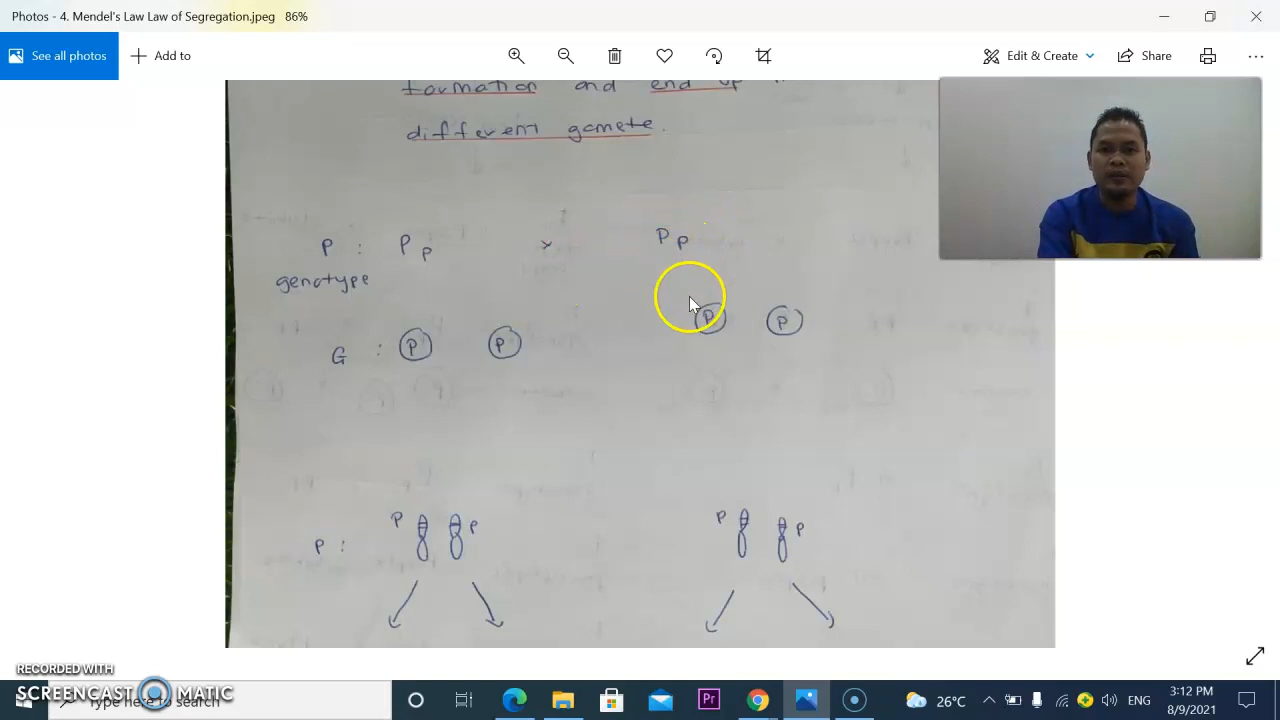 Photos - 4. Mendel's Law Law of Segregation.jpeg 86%
See all photos
Add to
Edit & Create
Share
formation and end up
different gamete.
P : Pp × Pp
genotype
P p
G : P p
P p P p
P :
RECORDED WITH
SCREENCAST MATIC
Type here to search
26°C
ENG
3:12 PM
8/9/2021